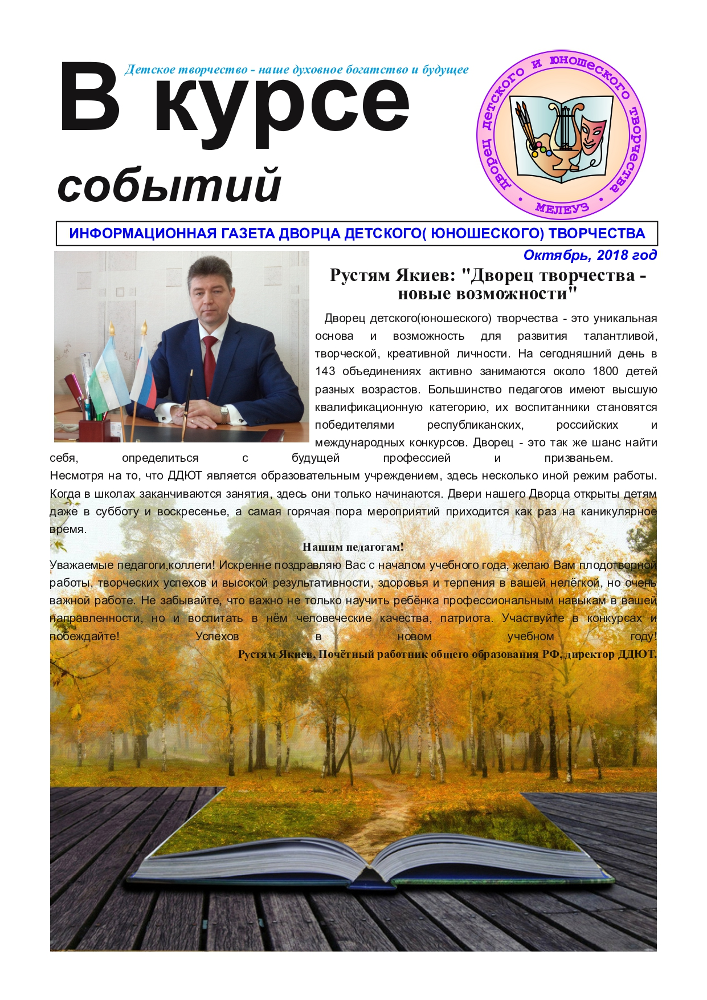 Детское творчество - наше духовное богатство и будущее
В курсе
событий
дворец детского и юношеского творчества
• МЕЛЕУЗ •
ИНФОРМАЦИОННАЯ ГАЗЕТА ДВОРЦА ДЕТСКОГО( ЮНОШЕСКОГО) ТВОРЧЕСТВА
Октябрь, 2018 год
Рустям Якиев: "Дворец творчества -
новые возможности"
Дворец детского(юношеского) творчества - это уникальная
основа и возможность для развития талантливой,
творческой, креативной личности. На сегодняшний день в
143 объединениях активно занимаются около 1800 детей
разных возрастов. Большинство педагогов имеют высшую
квалификационную категорию, их воспитанники становятся
победителями республиканских, российских и
международных конкурсов. Дворец - это так же шанс найти
себя, определиться с будущей профессией и призваньем.
Несмотря на то, что ДДЮТ является образовательным учреждением, здесь несколько иной режим работы.
Когда в школах заканчиваются занятия, здесь они только начинаются. Двери нашего Дворца открыты детям
даже в субботу и воскресенье, а самая горячая пора мероприятий приходится как раз на каникулярное
время.
Нашим педагогам!
Уважаемые педагоги,коллеги! Искренне поздравляю Вас с началом учебного года, желаю Вам плодотворной
работы, творческих успехов и высокой результативности, здоровья и терпения в вашей нелёгкой, но очень
важной работе. Не забывайте, что важно не только научить ребёнка профессиональным навыкам в вашей
направленности, но и воспитать в нём человеческие качества, патриота. Участвуйте в конкурсах и
побеждайте! Успехов в новом учебном году!
Рустям Якиев, Почётный работник общего образования РФ, директор ДДЮТ.